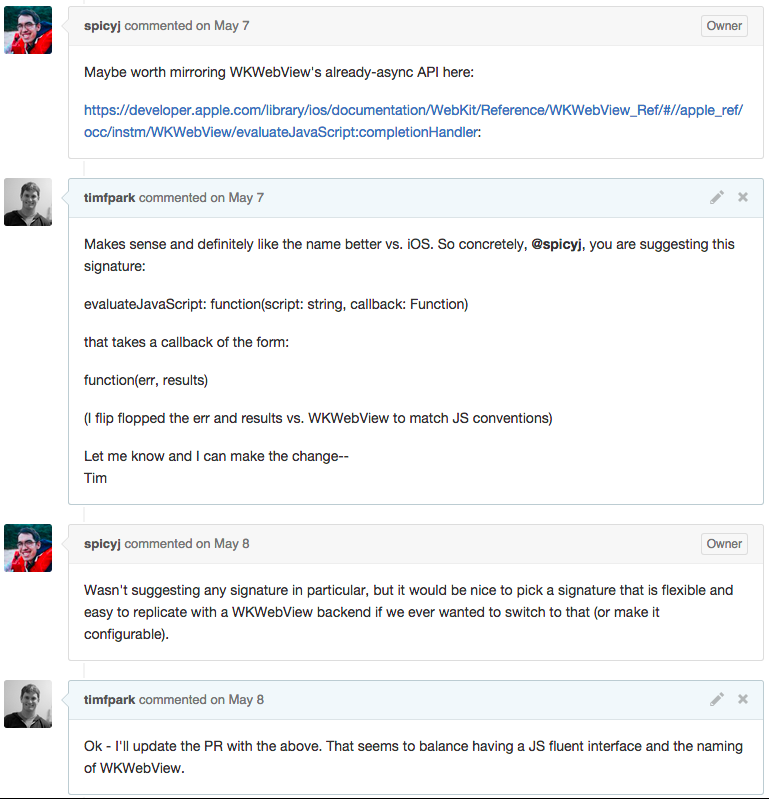 spicyj commented on May 7
Owner
Maybe worth mirroring WKWebView's already-async API here:
https://developer.apple.com/library/ios/documentation/WebKit/Reference/WKWebView_Ref/#//apple_ref/
occ/instm/WKWebView/evaluateJavaScript:completionHandler:
timfpark commented on May 7
Makes sense and definitely like the name better vs. iOS. So concretely, @spicyj, you are suggesting this
signature:
evaluateJavaScript: function(script: string, callback: Function)
that takes a callback of the form:
function(err, results)
(I flip flopped the err and results vs. WKWebView to match JS conventions)
Let me know and I can make the change--
Tim
spicyj commented on May 8
Owner
Wasn't suggesting any signature in particular, but it would be nice to pick a signature that is flexible and
easy to replicate with a WKWebView backend if we ever wanted to switch to that (or make it
configurable).
timfpark commented on May 8
Ok - I'll update the PR with the above. That seems to balance having a JS fluent interface and the naming
of WKWebView.